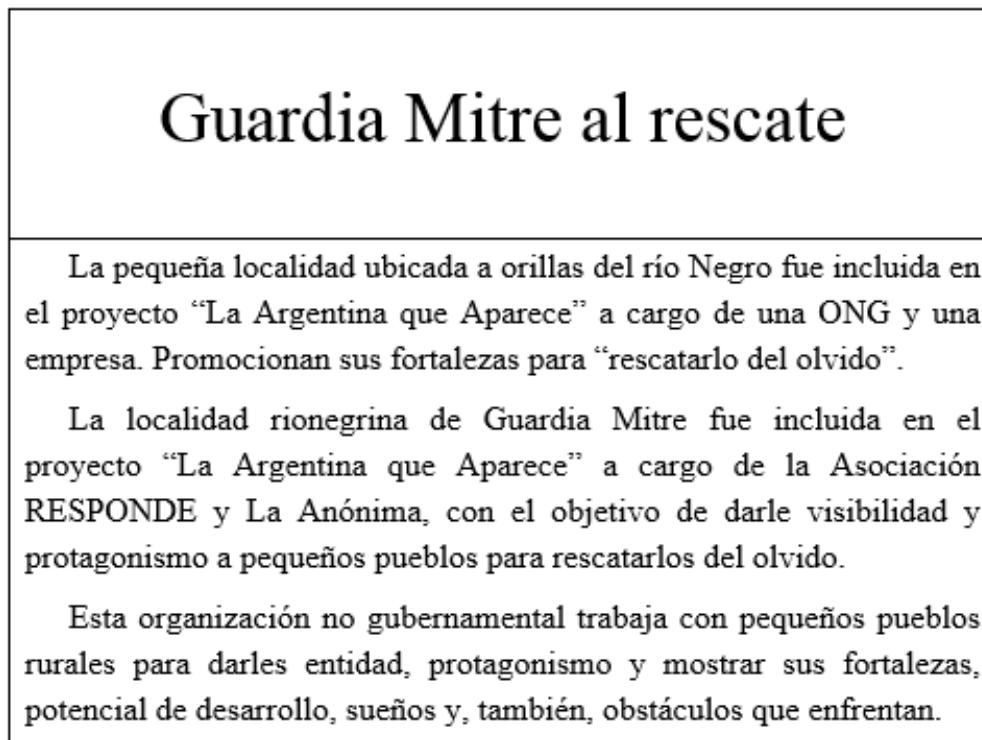 Guardia Mitre al rescate
La pequeña localidad ubicada a orillas del río Negro fue incluida en
el proyecto “La Argentina que Aparece” a cargo de una ONG y una
empresa. Promocionan sus fortalezas para “rescatarlo del olvido”.
La localidad rionegrina de Guardia Mitre fue incluida en el
proyecto “La Argentina que Aparece” a cargo de la Asociación
RESPONDE y La Anónima, con el objetivo de darle visibilidad y
protagonismo a pequeños pueblos para rescatarlos del olvido.
Esta organización no gubernamental trabaja con pequeños pueblos
rurales para darles entidad, protagonismo y mostrar sus fortalezas,
potencial de desarrollo, sueños y, también, obstáculos que enfrentan.